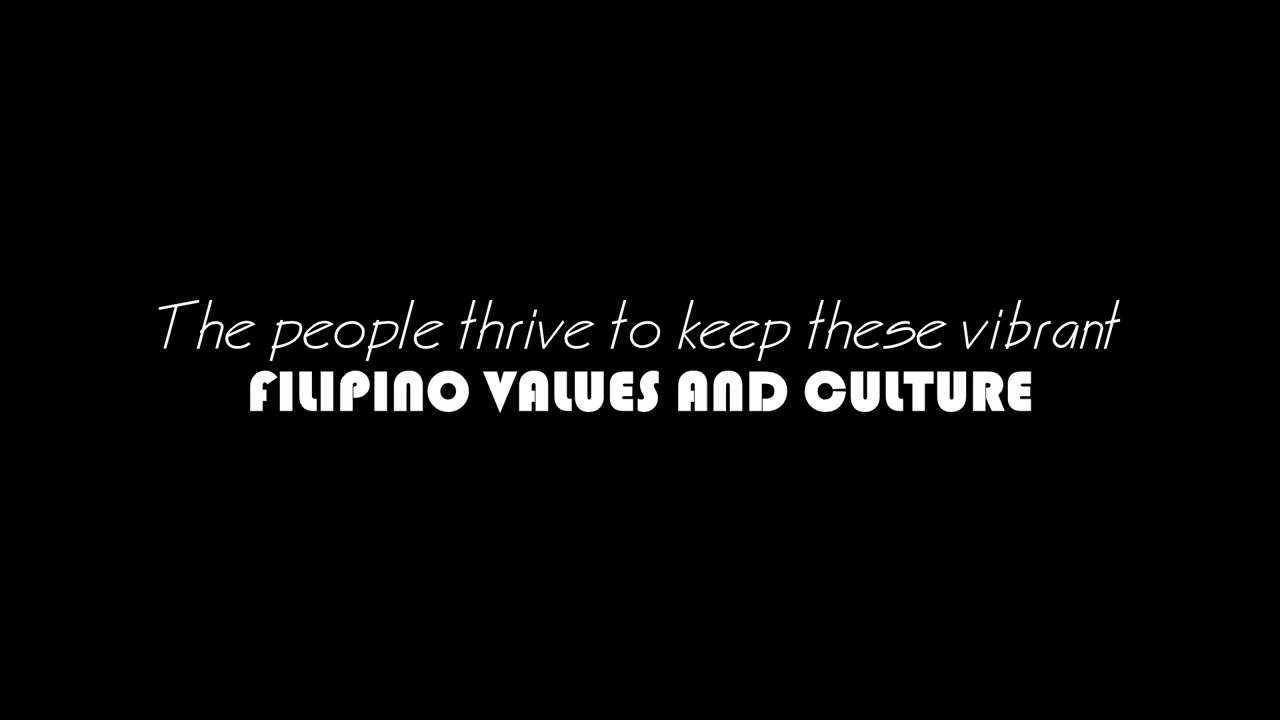 The people thrive to keep these vibrant
FILIPINO VALUES AND CULTURE